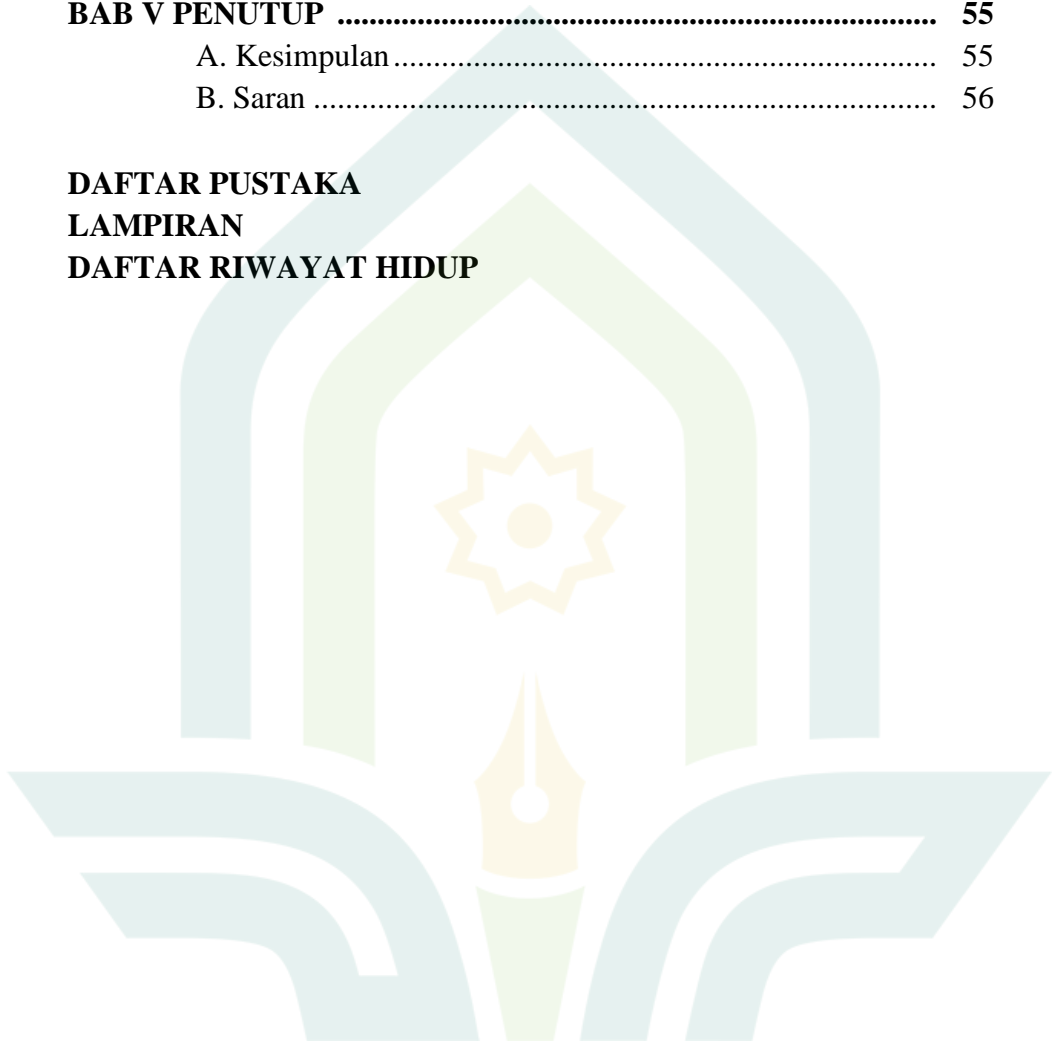 BAB V PENUTUP ........................................................................... 55
A. Kesimpulan.................................................................... 55
B. Saran .............................................................................. 56
DAFTAR PUSTAKA
LAMPIRAN
DAFTAR RIWAYAT HIDUP